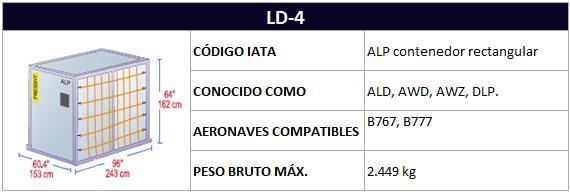 LD-4
CÓDIGO IATA
ALP contenedor rectangular
CONOCIDO COMO
ALD, AWD, AWZ, DLP.
AERONAVES COMPATIBLES
B767, B777
PESO BRUTO MÁX.
2.449 kg
FREIGHT
ALP
64"
162 cm
60.4"
153 cm
96"
243 cm